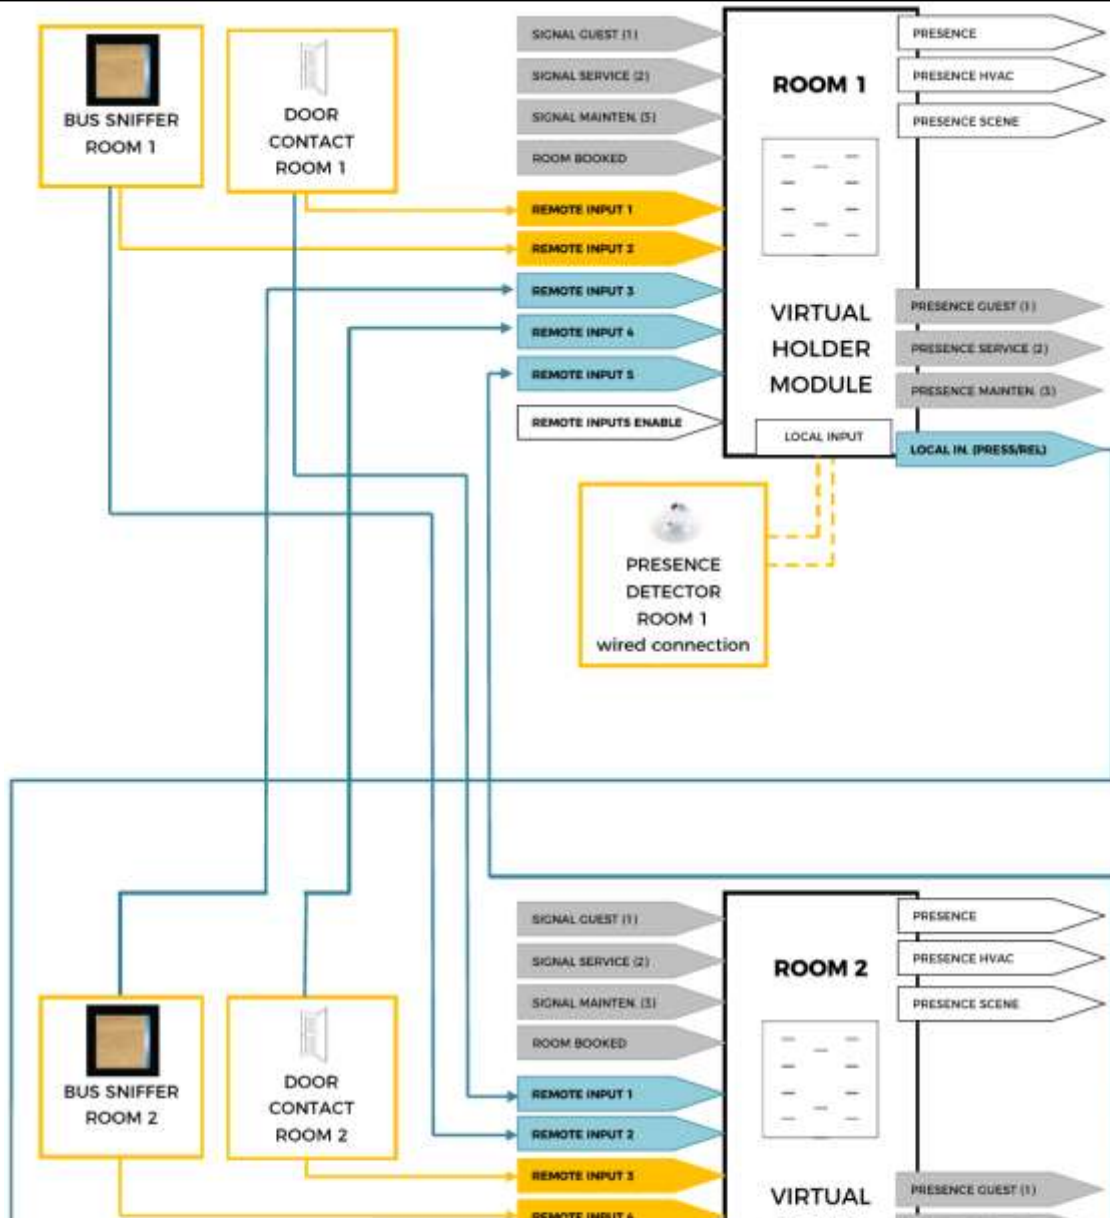 BUS SNIFFER
ROOM 1
DOOR
CONTACT
ROOM 1
SIGNAL GUEST (1)
SIGNAL SERVICE (2)
SIGNAL MAINTEN. (3)
ROOM BOOKED
REMOTE INPUT 1
REMOTE INPUT 2
REMOTE INPUT 3
REMOTE INPUT 4
REMOTE INPUT 5
REMOTE INPUTS ENABLE
ROOM 1
VIRTUAL
HOLDER
MODULE
LOCAL INPUT
PRESENCE
PRESENCE HVAC
PRESENCE SCENE
PRESENCE GUEST (1)
PRESENCE SERVICE (2)
PRESENCE MAINTEN. (3)
LOCAL IN. (PRESS/REL)
PRESENCE
DETECTOR
ROOM 1
wired connection
BUS SNIFFER
ROOM 2
DOOR
CONTACT
ROOM 2
SIGNAL GUEST (1)
SIGNAL SERVICE (2)
SIGNAL MAINTEN. (3)
ROOM BOOKED
REMOTE INPUT 1
REMOTE INPUT 2
REMOTE INPUT 3
REMOTE INPUT 4
ROOM 2
VIRTUAL
PRESENCE
PRESENCE HVAC
PRESENCE SCENE
PRESENCE GUEST (1)